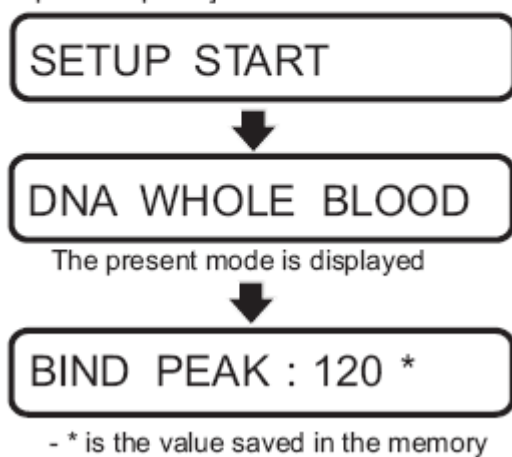 SETUP START
DNA WHOLE BLOOD
The present mode is displayed
BIND PEAK : 120 *
- * is the value saved in the memory